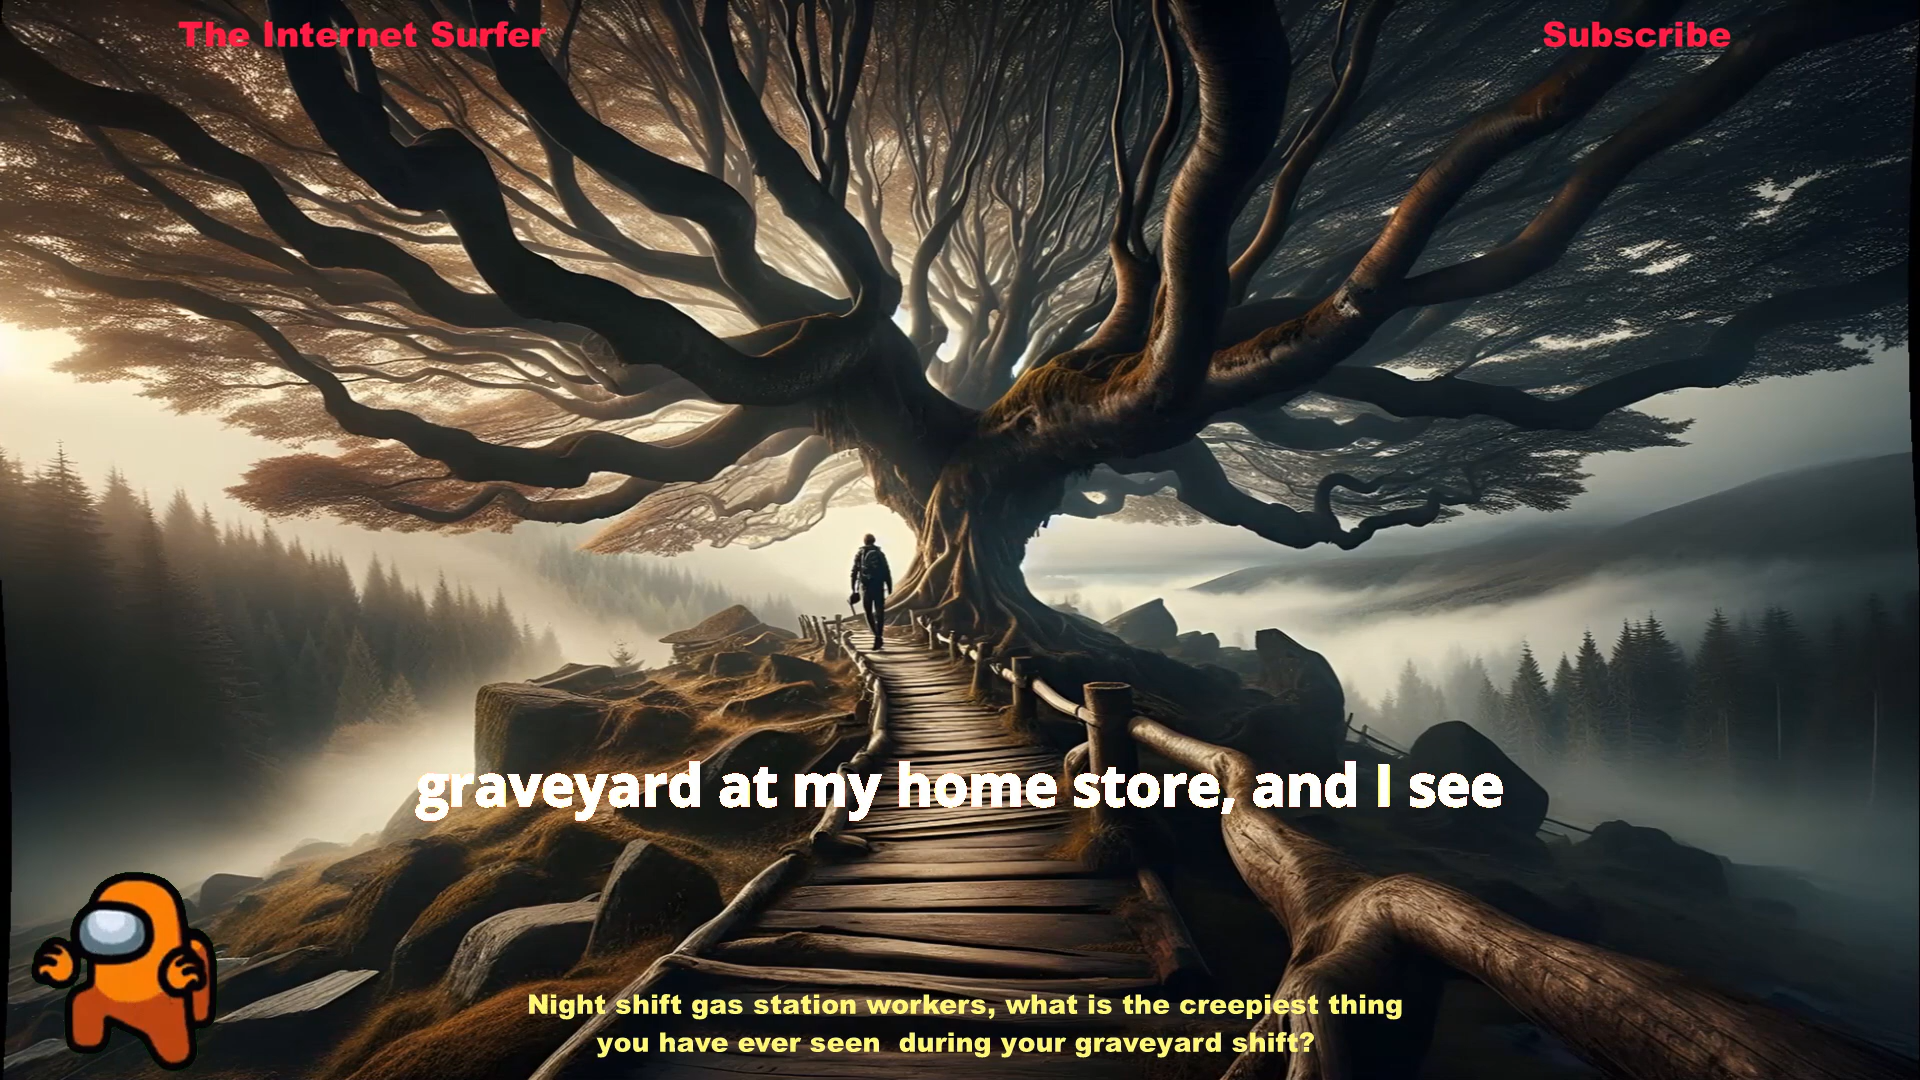 The Internet Surfer
Subscribe
graveyard at my home store, and I see
Night shift gas station workers, what is the creepiest thing
you have ever seen  during your graveyard shift?